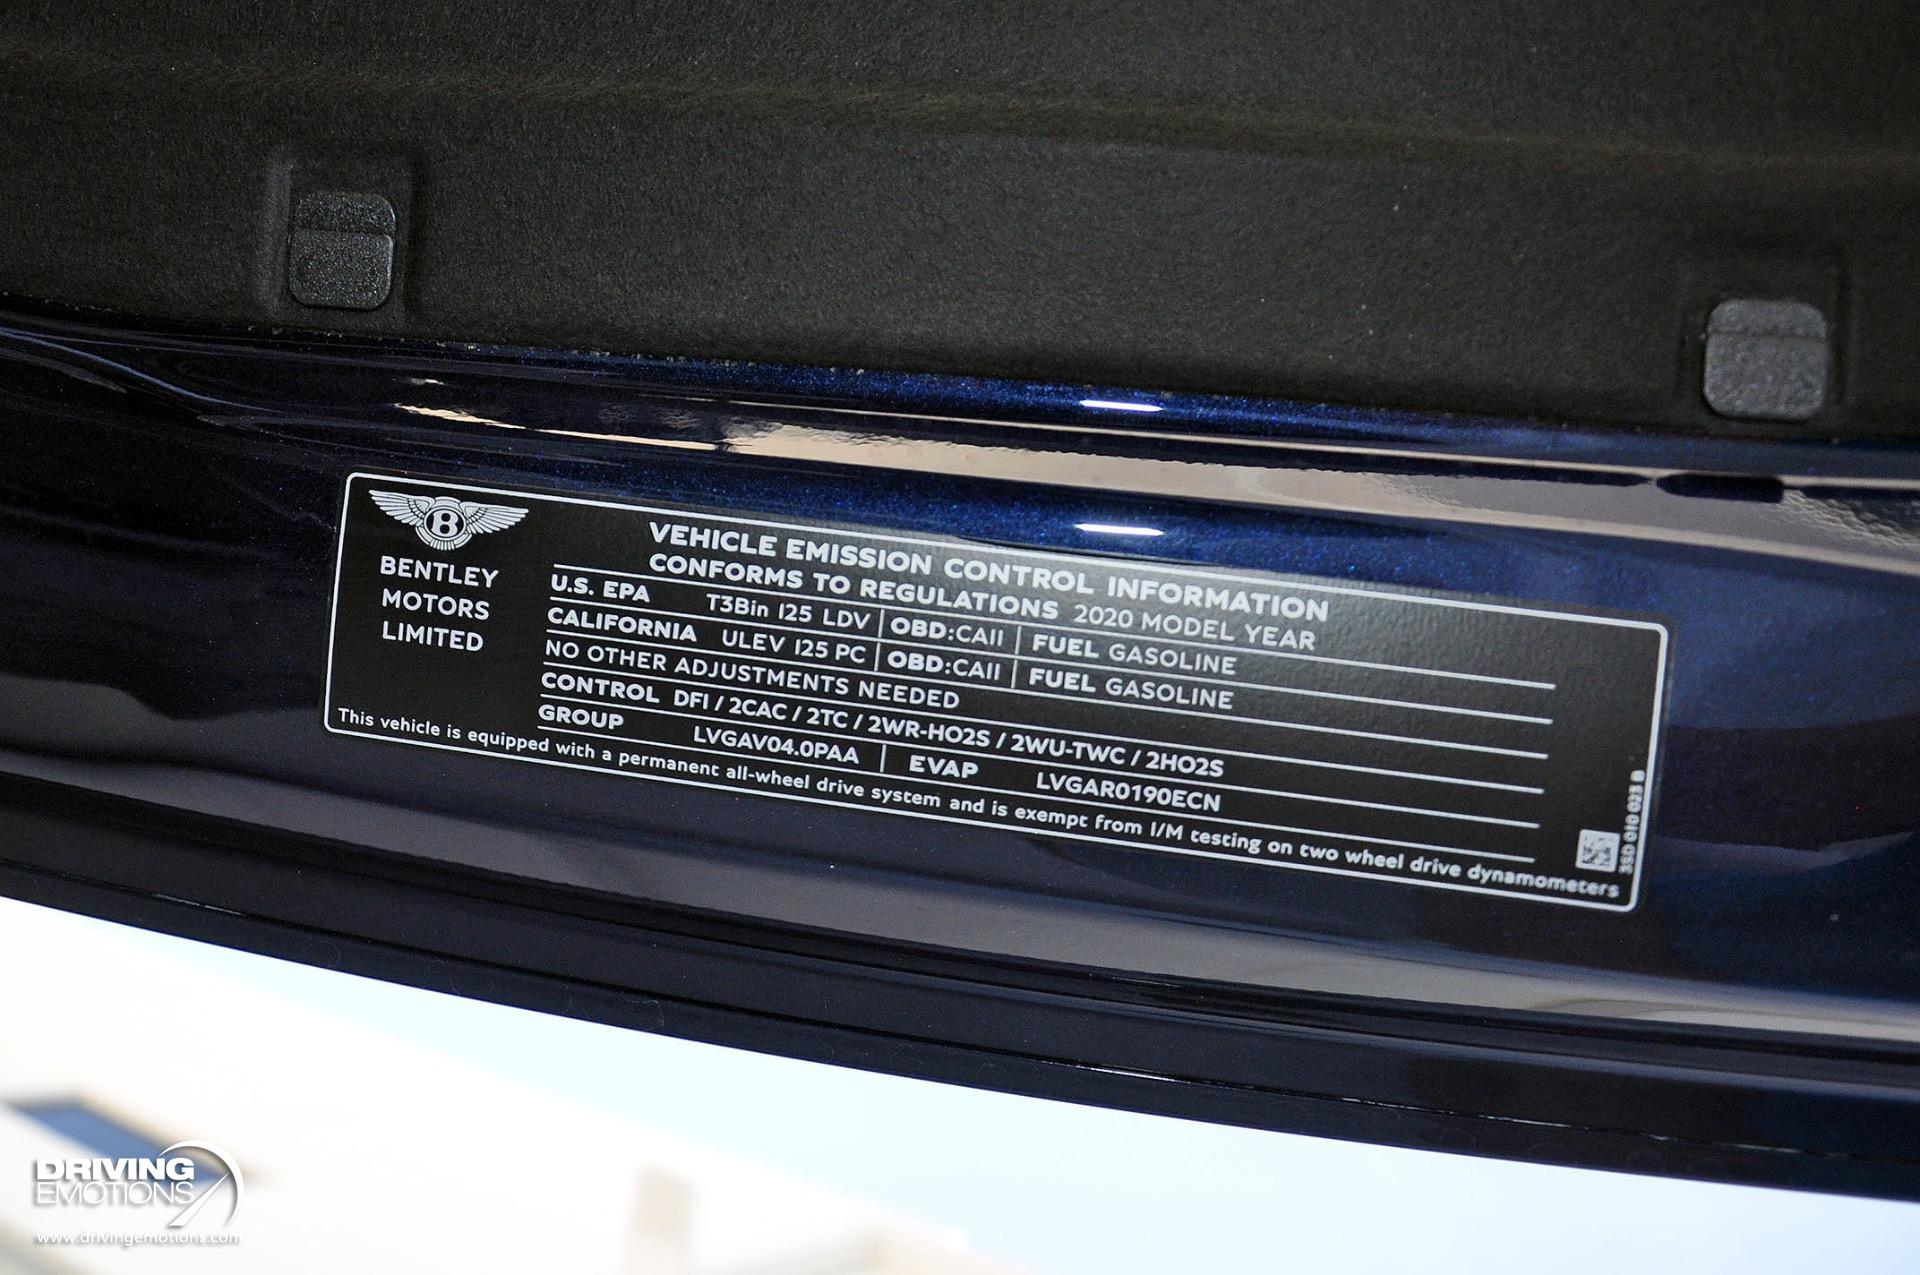 B
BENTLEY
MOTORS
LIMITED
VEHICLE EMISSION CONTROL INFORMATION
CONFORMS TO REGULATIONS 2020 MODEL YEAR
U.S. EPA T3Bin 125 LDV OBD:CAII FUEL GASOLINE
CALIFORNIA ULEV 125 PC OBD:CAII FUEL GASOLINE
NO OTHER ADJUSTMENTS NEEDED
CONTROL DFI / 2CAC / 2TC / 2WR-HO2S / 2WU-TWC / 2HO2S
GROUP LVGAV04.0PAA EVAP LVGAR0190ECN
This vehicle is equipped with a permanent all-wheel drive system and is exempt from I/M testing on two wheel drive dynamometers
3SD 010 023 B
DRIVING
EMOTIONS
www.drivingemotions.com